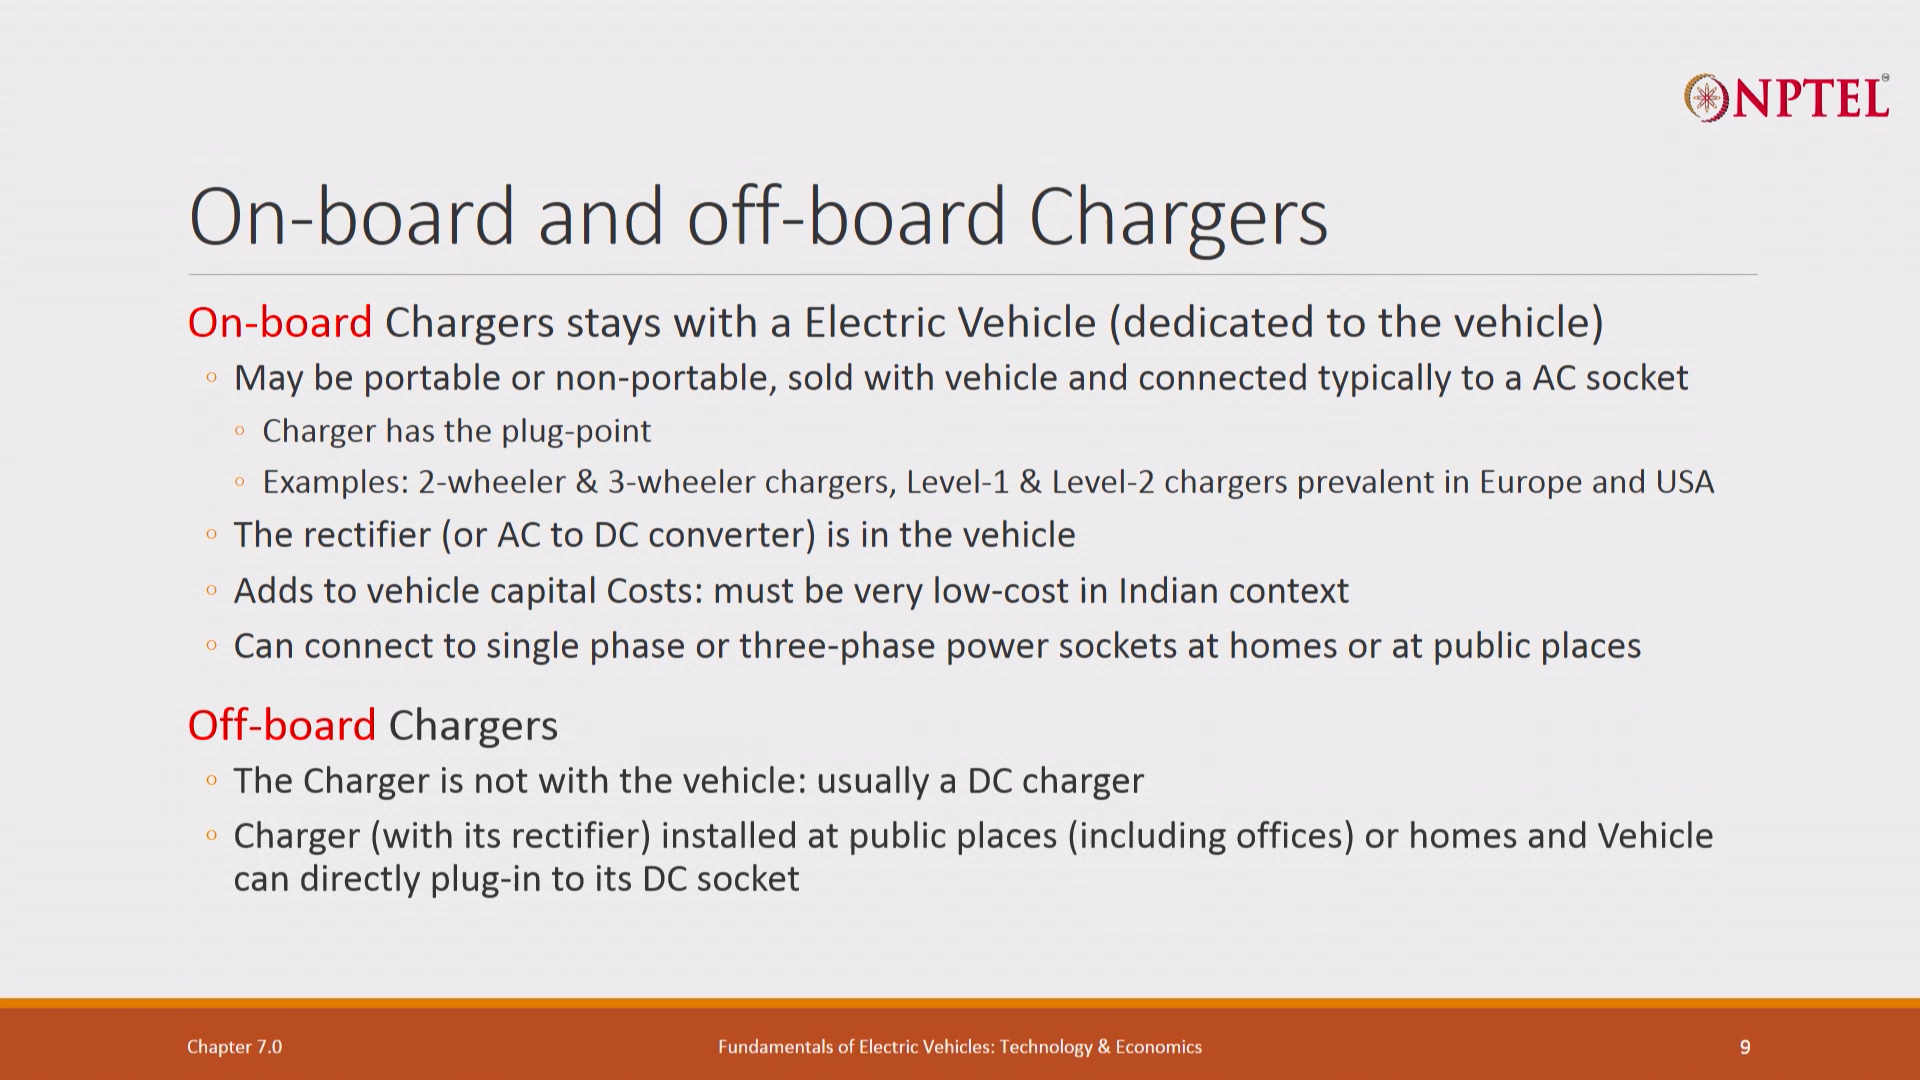 NPTEL
On-board and off-board Chargers
On-board Chargers stays with a Electric Vehicle (dedicated to the vehicle)
◦ May be portable or non-portable, sold with vehicle and connected typically to a AC socket
◦ Charger has the plug-point
◦ Examples: 2-wheeler & 3-wheeler chargers, Level-1 & Level-2 chargers prevalent in Europe and USA
◦ The rectifier (or AC to DC converter) is in the vehicle
◦ Adds to vehicle capital Costs: must be very low-cost in Indian context
◦ Can connect to single phase or three-phase power sockets at homes or at public places
Off-board Chargers
◦ The Charger is not with the vehicle: usually a DC charger
◦ Charger (with its rectifier) installed at public places (including offices) or homes and Vehicle
can directly plug-in to its DC socket
Chapter 7.0
Fundamentals of Electric Vehicles: Technology & Economics
9